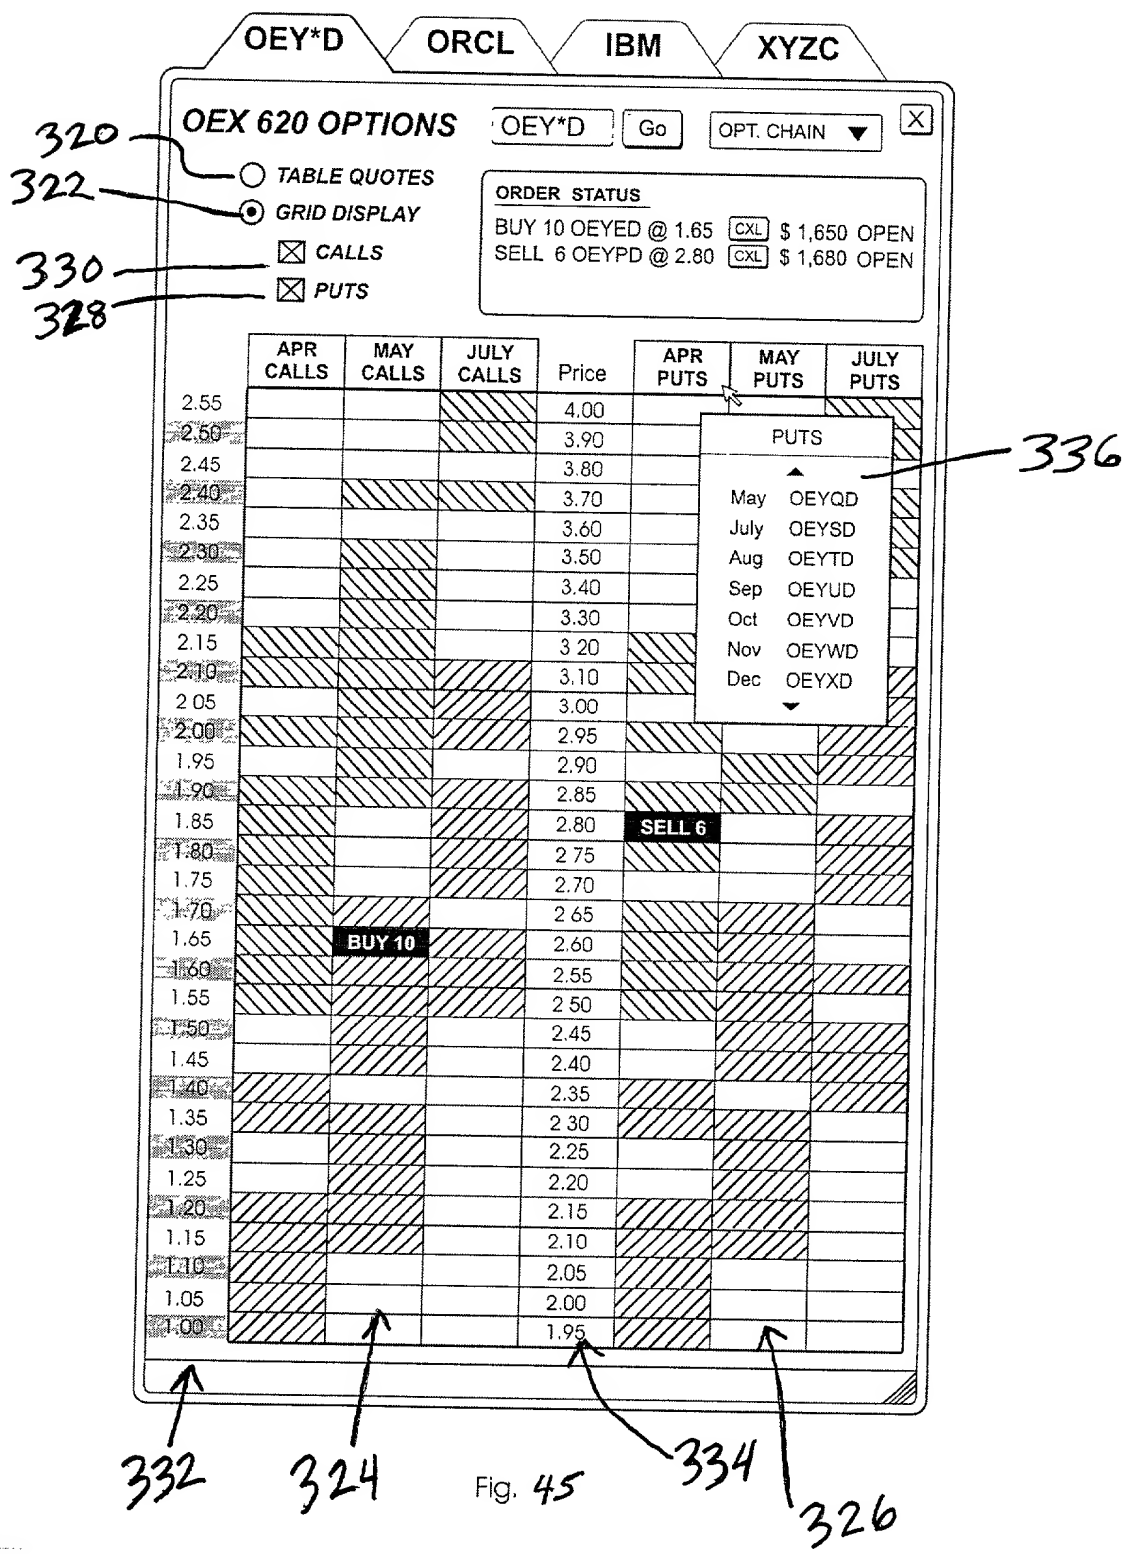 OEY*D ORCL IBM XYZC
OEX 620 OPTIONS OEY*D Go OPT. CHAIN X
320
TABLE QUOTES
322
GRID DISPLAY
330
CALLS
328
PUTS
ORDER STATUS
BUY 10 OEYED @ 1.65 CXL $ 1,650 OPEN
SELL 6 OEYPD @ 2.80 CXL $ 1,680 OPEN
APR CALLS MAY CALLS JULY CALLS Price APR PUTS MAY PUTS JULY PUTS
2.55 4.00
2.50 3.90
2.45 3.80
2.40 3.70
2.35 3.60
2.30 3.50
2.25 3.40
2.20 3.30
2.15 3 20
2.10 3.10
2 05 3.00
2.00 2.95
1.95 2.90
1.90 2.85
1.85 2.80 SELL 6
1.80 2 75
1.75 2.70
1.70 2 65
1.65 BUY 10 2.60
1.60 2.55
1.55 2 50
1.50 2.45
1.45 2.40
1.40 2.35
1.35 2 30
1.30 2.25
1.25 2.20
1.20 2.15
1.15 2.10
1.10 2.05
1.05 2.00
1.00 1.95
PUTS
336
May OEYQD
July OEYSD
Aug OEYTD
Sep OEYUD
Oct OEYVD
Nov OEYWD
Dec OEYXD
332 324 334 326
Fig. 45